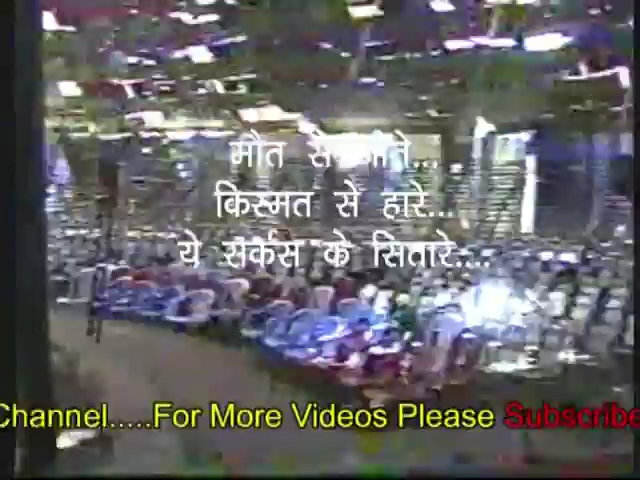 मौत से जीते...
किस्मत से हारे...
ये सर्कस के सितारे....
Channel.....For More Videos Please Subscribe